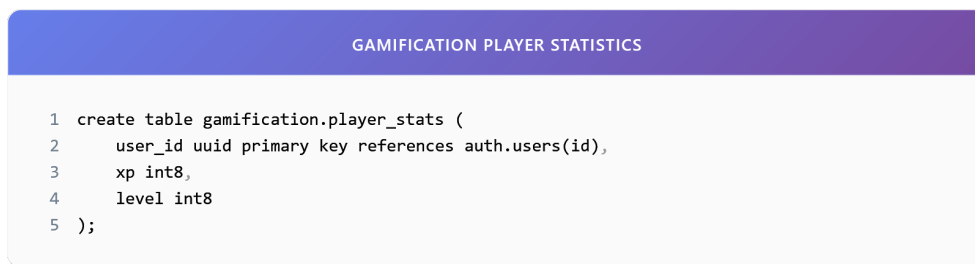 GAMIFICATION PLAYER STATISTICS
1 create table gamification.player_stats (
2     user_id uuid primary key references auth.users(id),
3     xp int8,
4     level int8
5 );